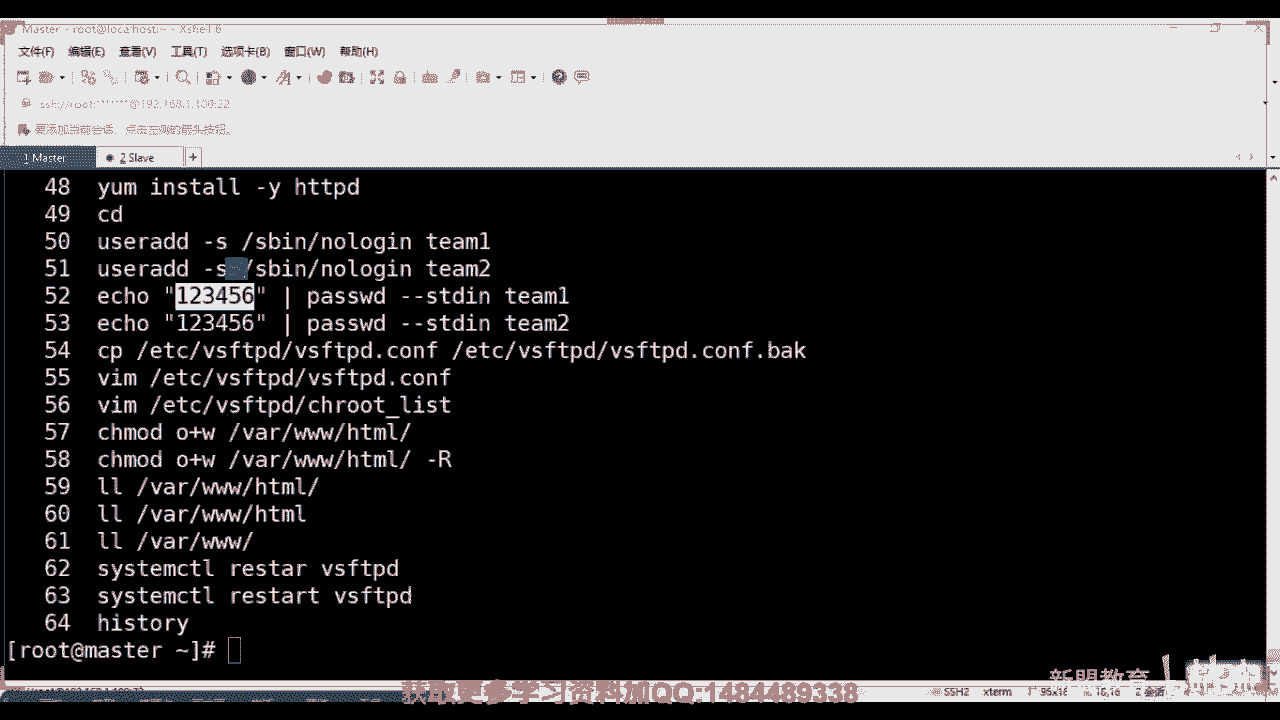 Master - root@localhost:~ - Xshell 6
文件(F) 编辑(E) 查看(V) 工具(T) 选项卡(B) 窗口(W) 帮助(H)
ssh://root:******@192.168.1.100:22
要添加当前会话，点击左侧的箭头按钮。
1 Master 2 Slave +
48 yum install -y httpd
49 cd
50 useradd -s /sbin/nologin team1
51 useradd -s /sbin/nologin team2
52 echo "123456" | passwd --stdin team1
53 echo "123456" | passwd --stdin team2
54 cp /etc/vsftpd/vsftpd.conf /etc/vsftpd/vsftpd.conf.bak
55 vim /etc/vsftpd/vsftpd.conf
56 vim /etc/vsftpd/chroot_list
57 chmod o+w /var/www/html/
58 chmod o+w /var/www/html/ -R
59 ll /var/www/html/
60 ll /var/www/html
61 ll /var/www/
62 systemctl restar vsftpd
63 systemctl restart vsftpd
64 history
[root@master ~]#
新盟教育
获取更多学习资料加QQ:1484489338
SSH2 xterm